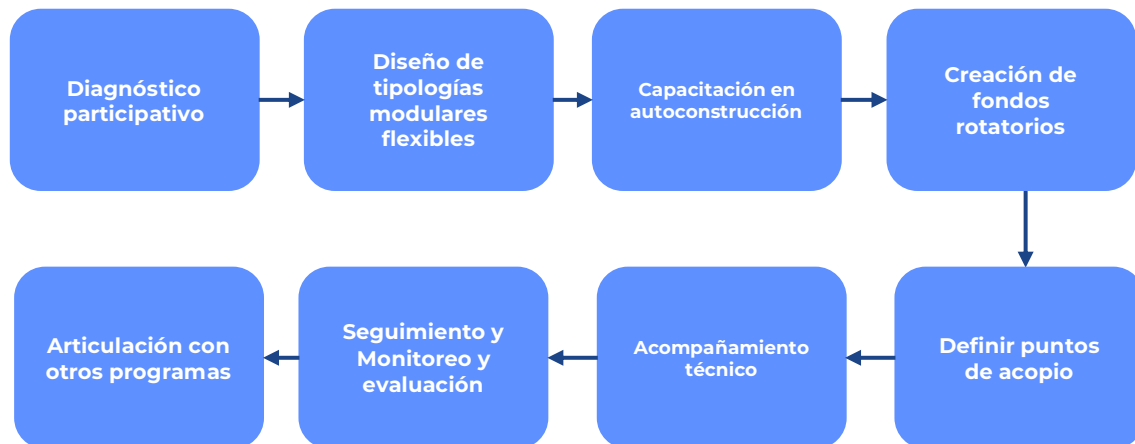 Diagnóstico
participativo
Diseño de
tipologías
modulares
flexibles
Capacitación en
autoconstrucción
Creación de
fondos
rotatorios
Definir puntos
de acopio
Acompañamiento
técnico
Seguimiento y
Monitoreo y
evaluación
Articulación con
otros programas